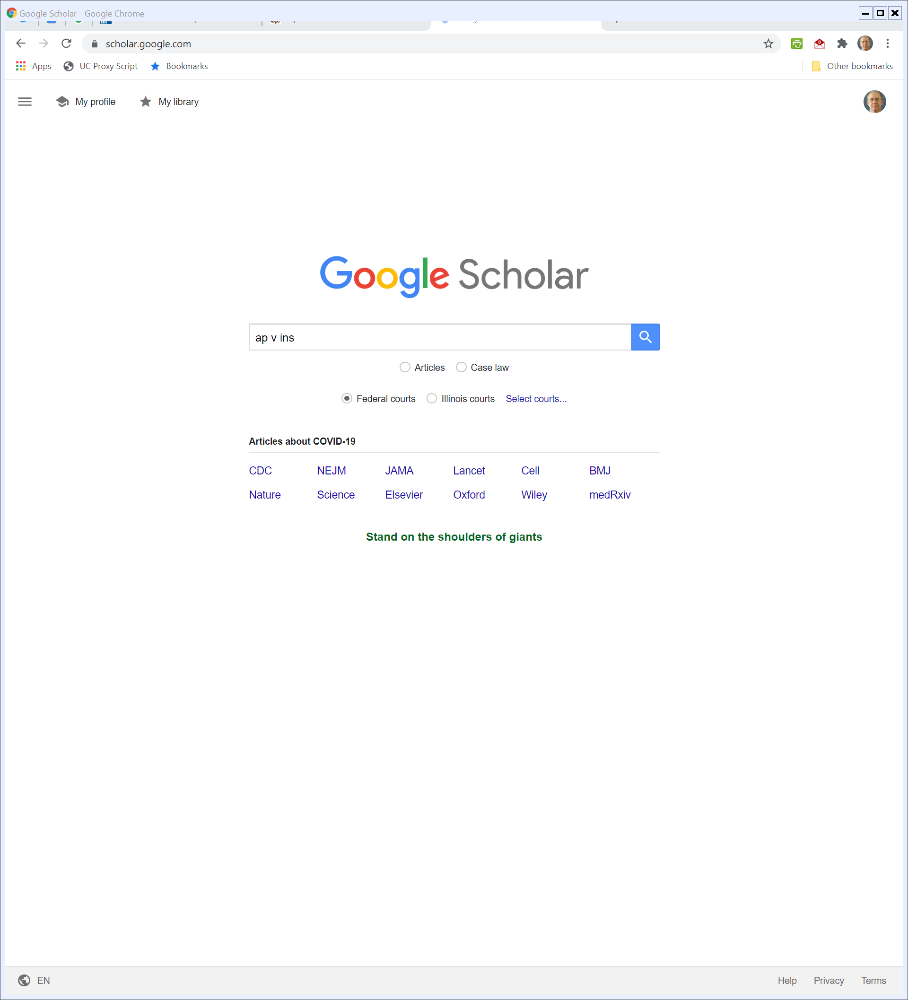 Google Scholar - Google Chrome
scholar.google.com
Apps UC Proxy Script Bookmarks Other bookmarks
My profile My library
Google Scholar
ap v ins
Articles Case law
Federal courts Illinois courts Select courts...
Articles about COVID-19
CDC NEJM JAMA Lancet Cell BMJ
Nature Science Elsevier Oxford Wiley medRxiv
Stand on the shoulders of giants
EN Help Privacy Terms